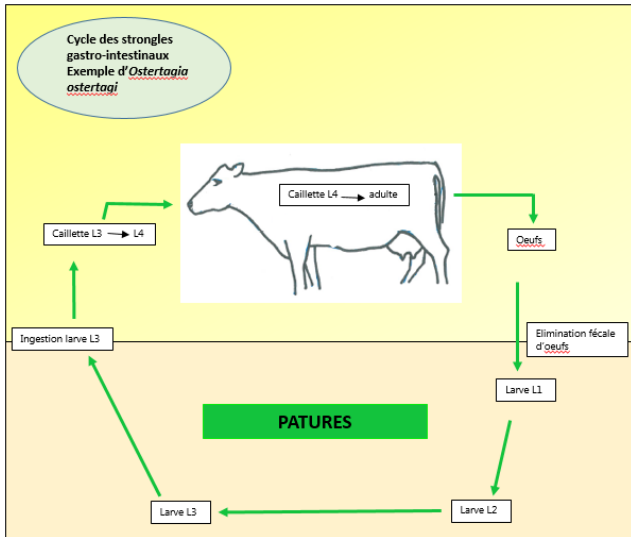 Cycle des strongles
gastro-intestinaux
Exemple d'Ostertagia
ostertagi
Caillette L4 → adulte
Caillette L3 → L4
Oeufs
Ingestion larve L3
Elimination fécale
d'oeufs
Larve L1
PATURES
Larve L3
Larve L2